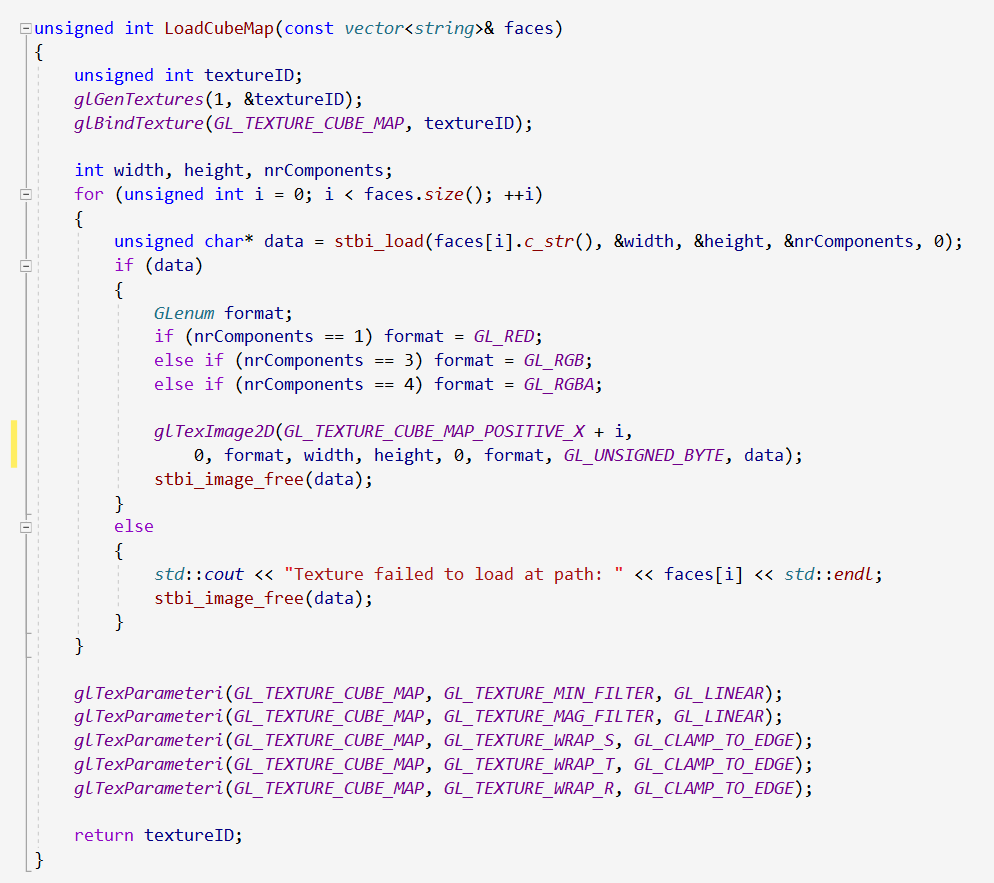 unsigned int LoadCubeMap(const vector<string>& faces)
{
    unsigned int textureID;
    glGenTextures(1, &textureID);
    glBindTexture(GL_TEXTURE_CUBE_MAP, textureID);

    int width, height, nrComponents;
    for (unsigned int i = 0; i < faces.size(); ++i)
    {
        unsigned char* data = stbi_load(faces[i].c_str(), &width, &height, &nrComponents, 0);
        if (data)
        {
            GLenum format;
            if (nrComponents == 1) format = GL_RED;
            else if (nrComponents == 3) format = GL_RGB;
            else if (nrComponents == 4) format = GL_RGBA;

            glTexImage2D(GL_TEXTURE_CUBE_MAP_POSITIVE_X + i,
                0, format, width, height, 0, format, GL_UNSIGNED_BYTE, data);
            stbi_image_free(data);
        }
        else
        {
            std::cout << "Texture failed to load at path: " << faces[i] << std::endl;
            stbi_image_free(data);
        }
    }

    glTexParameteri(GL_TEXTURE_CUBE_MAP, GL_TEXTURE_MIN_FILTER, GL_LINEAR);
    glTexParameteri(GL_TEXTURE_CUBE_MAP, GL_TEXTURE_MAG_FILTER, GL_LINEAR);
    glTexParameteri(GL_TEXTURE_CUBE_MAP, GL_TEXTURE_WRAP_S, GL_CLAMP_TO_EDGE);
    glTexParameteri(GL_TEXTURE_CUBE_MAP, GL_TEXTURE_WRAP_T, GL_CLAMP_TO_EDGE);
    glTexParameteri(GL_TEXTURE_CUBE_MAP, GL_TEXTURE_WRAP_R, GL_CLAMP_TO_EDGE);

    return textureID;
}